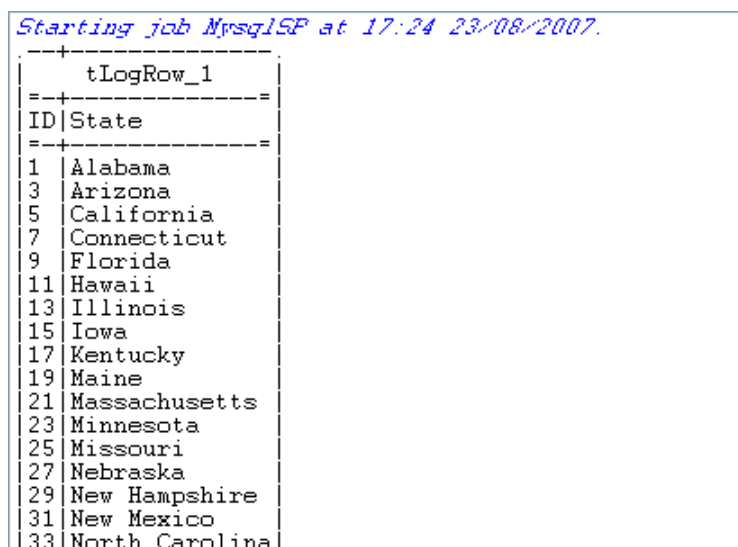 Starting job MysqlSP at 17:24 23/08/2007.
.--+--------------.
|    tLogRow_1    |
|=-+-------------=|
|ID|State         |
|=-+-------------=|
|1 |Alabama       |
|3 |Arizona       |
|5 |California    |
|7 |Connecticut   |
|9 |Florida       |
|11|Hawaii        |
|13|Illinois      |
|15|Iowa          |
|17|Kentucky      |
|19|Maine         |
|21|Massachusetts |
|23|Minnesota     |
|25|Missouri      |
|27|Nebraska      |
|29|New Hampshire |
|31|New Mexico    |
|33|North Carolina|